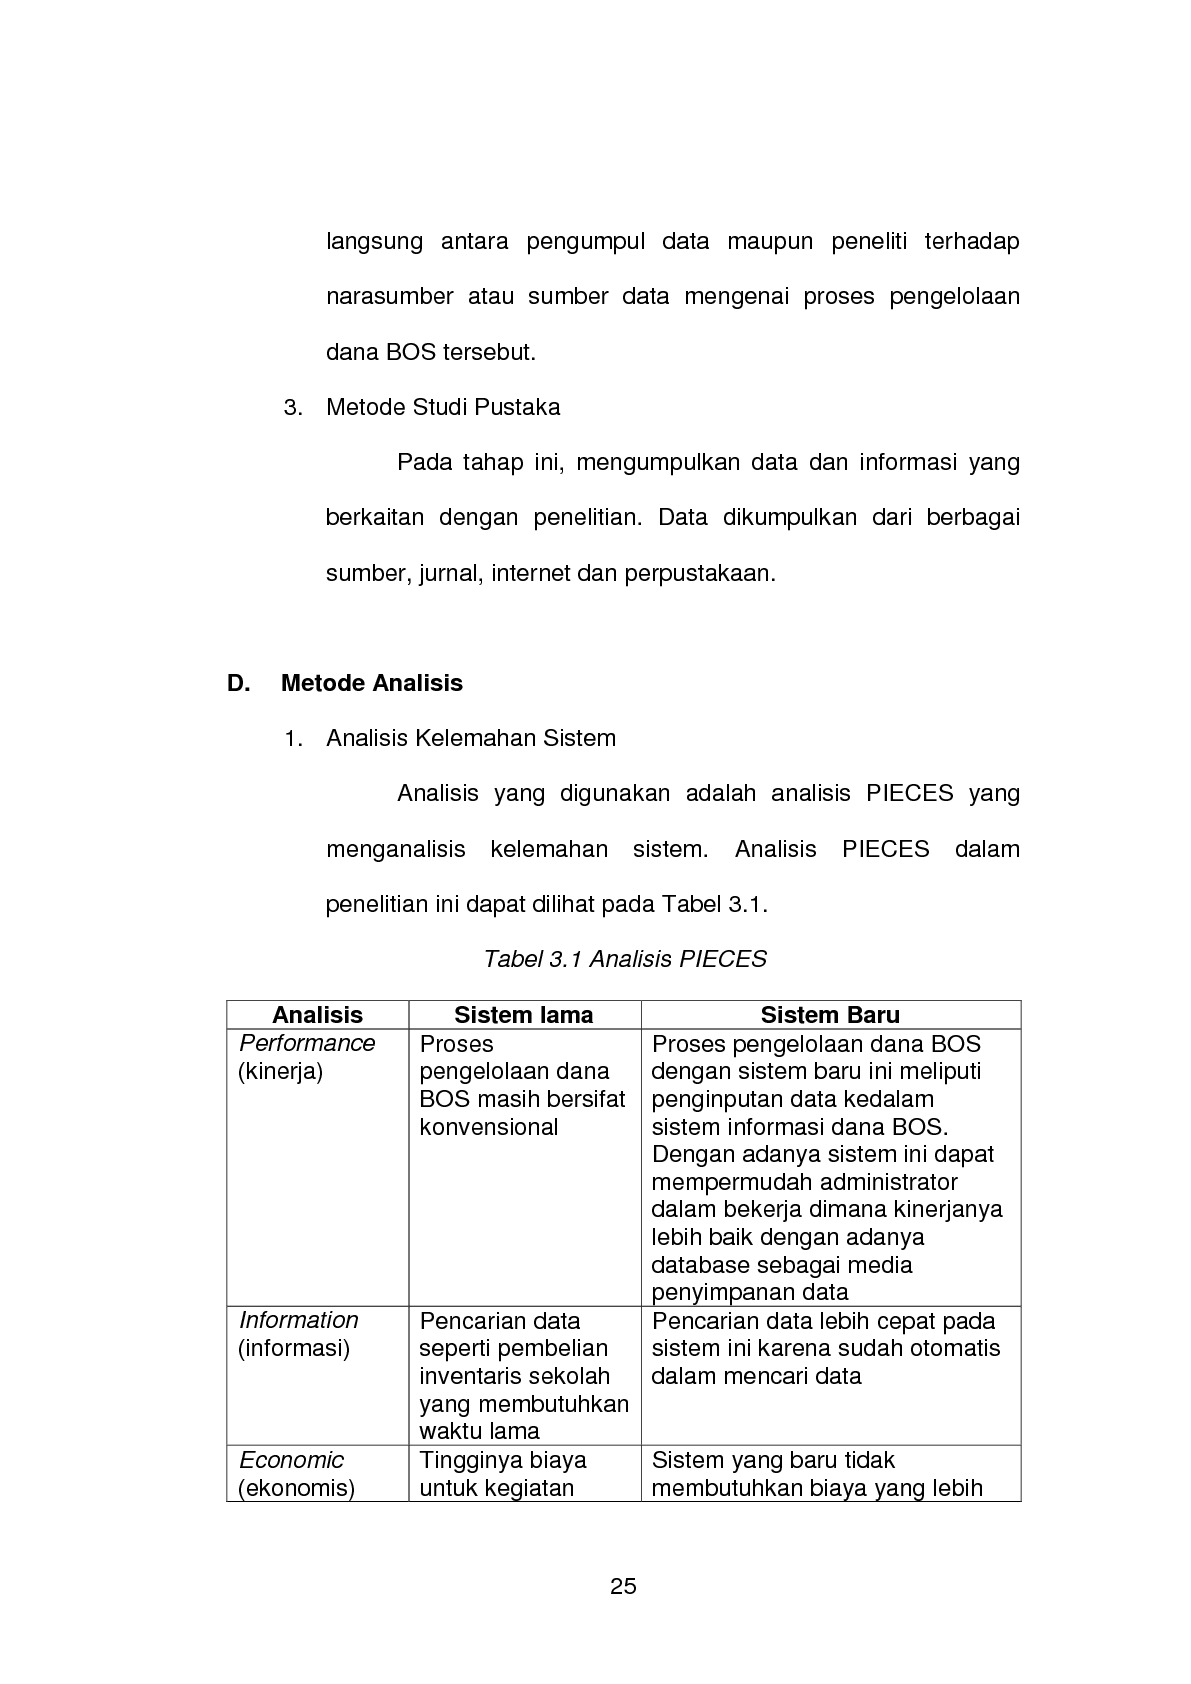 langsung antara pengumpul data maupun peneliti terhadap
narasumber atau sumber data mengenai proses pengelolaan
dana BOS tersebut.
3. Metode Studi Pustaka
Pada tahap ini, mengumpulkan data dan informasi yang
berkaitan dengan penelitian. Data dikumpulkan dari berbagai
sumber, jurnal, internet dan perpustakaan.
D. Metode Analisis
1. Analisis Kelemahan Sistem
Analisis yang digunakan adalah analisis PIECES yang
menganalisis kelemahan sistem. Analisis PIECES dalam
penelitian ini dapat dilihat pada Tabel 3.1.
Tabel 3.1 Analisis PIECES
Analisis Sistem lama Sistem Baru
Performance
(kinerja)
Proses
pengelolaan dana
BOS masih bersifat
konvensional
Proses pengelolaan dana BOS
dengan sistem baru ini meliputi
penginputan data kedalam
sistem informasi dana BOS.
Dengan adanya sistem ini dapat
mempermudah administrator
dalam bekerja dimana kinerjanya
lebih baik dengan adanya
database sebagai media
penyimpanan data
Information
(informasi)
Pencarian data
seperti pembelian
inventaris sekolah
yang membutuhkan
waktu lama
Pencarian data lebih cepat pada
sistem ini karena sudah otomatis
dalam mencari data
Economic
(ekonomis)
Tingginya biaya
untuk kegiatan
Sistem yang baru tidak
membutuhkan biaya yang lebih
25